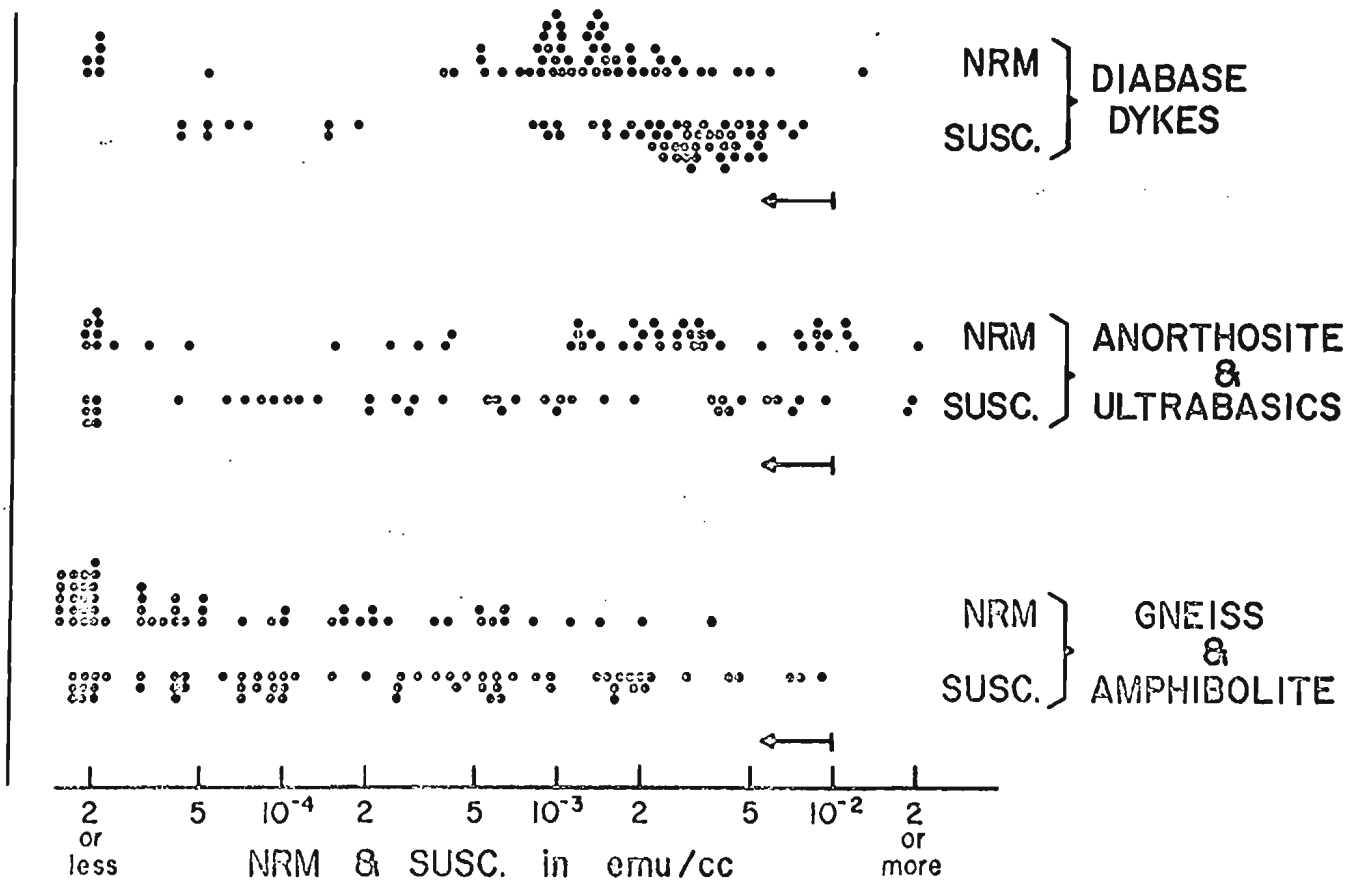 NRM
SUSC.
DIABASE
DYKES
NRM
SUSC.
ANORTHOSITE
&
ULTRABASICS
NRM
SUSC.
GNEISS
&
AMPHIBOLITE
2 5 10⁻⁴ 2 5 10⁻³ 2 5 10⁻² 2
or
less
or
more
NRM & SUSC. in emu/cc